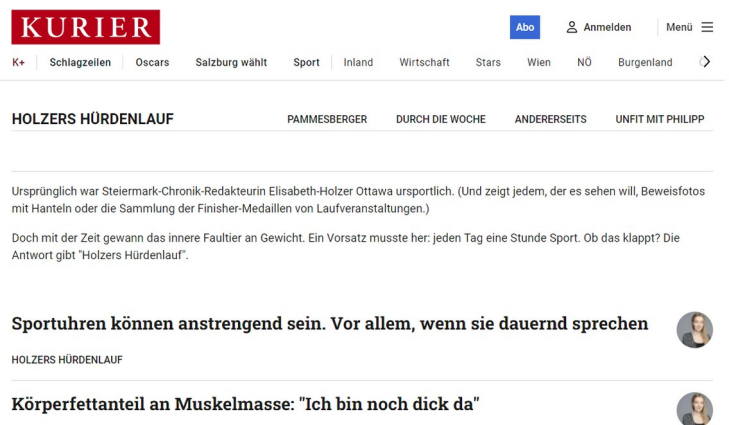 KURIER
Abo
Anmelden
Menü
K+
Schlagzeilen
Oscars
Salzburg wählt
Sport
Inland
Wirtschaft
Stars
Wien
NÖ
Burgenland
HOLZERS HÜRDENLAUF
PAMMESBERGER
DURCH DIE WOCHE
ANDERERSEITS
UNFIT MIT PHILIPP
Ursprünglich war Steiermark-Chronik-Redakteurin Elisabeth-Holzer Ottawa ursportlich. (Und zeigt jedem, der es sehen will, Beweisfotos
mit Hanteln oder die Sammlung der Finisher-Medaillen von Laufveranstaltungen.)
Doch mit der Zeit gewann das innere Faultier an Gewicht. Ein Vorsatz musste her: jeden Tag eine Stunde Sport. Ob das klappt? Die
Antwort gibt "Holzers Hürdenlauf".
Sportuhren können anstrengend sein. Vor allem, wenn sie dauernd sprechen
HOLZERS HÜRDENLAUF
Körperfettanteil an Muskelmasse: "Ich bin noch dick da"